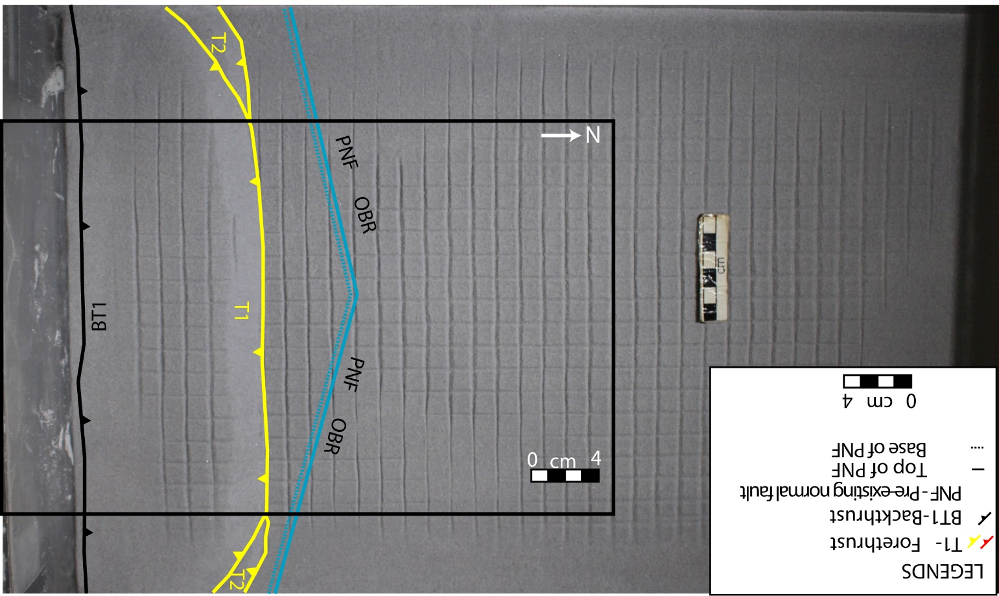 T2
N
PNF
OBR
cm
T1
BT1
PNF
OBR
0 cm 4
T2
LEGENDS
T1- Forethrust
BT1-Backthrust
PNF-Pre-existing normal fault
Top of PNF
Base of PNF
0 cm 4